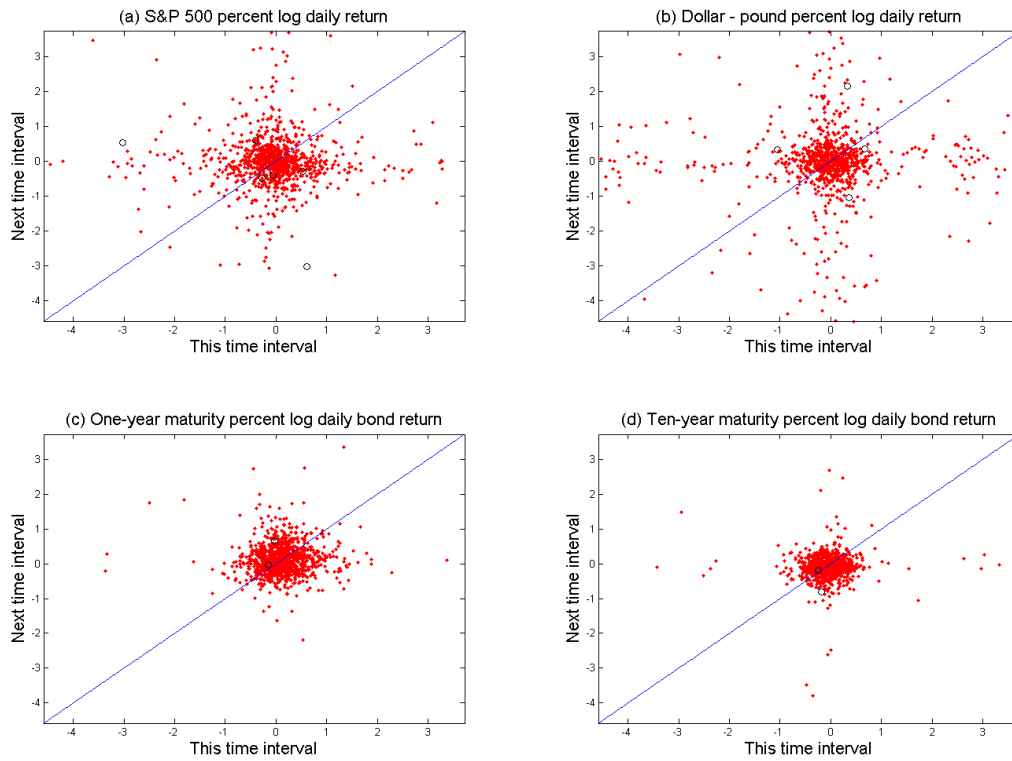 (a) S&P 500 percent log daily return
3
2
1
0
-1
-2
-3
-4
Next time interval
-4 -3 -2 -1 0 1 2 3
This time interval
(b) Dollar - pound percent log daily return
3
2
1
0
-1
-2
-3
-4
Next time interval
-4 -3 -2 -1 0 1 2 3
This time interval
(c) One-year maturity percent log daily bond return
3
2
1
0
-1
-2
-3
-4
Next time interval
-4 -3 -2 -1 0 1 2 3
This time interval
(d) Ten-year maturity percent log daily bond return
3
2
1
0
-1
-2
-3
-4
Next time interval
-4 -3 -2 -1 0 1 2 3
This time interval